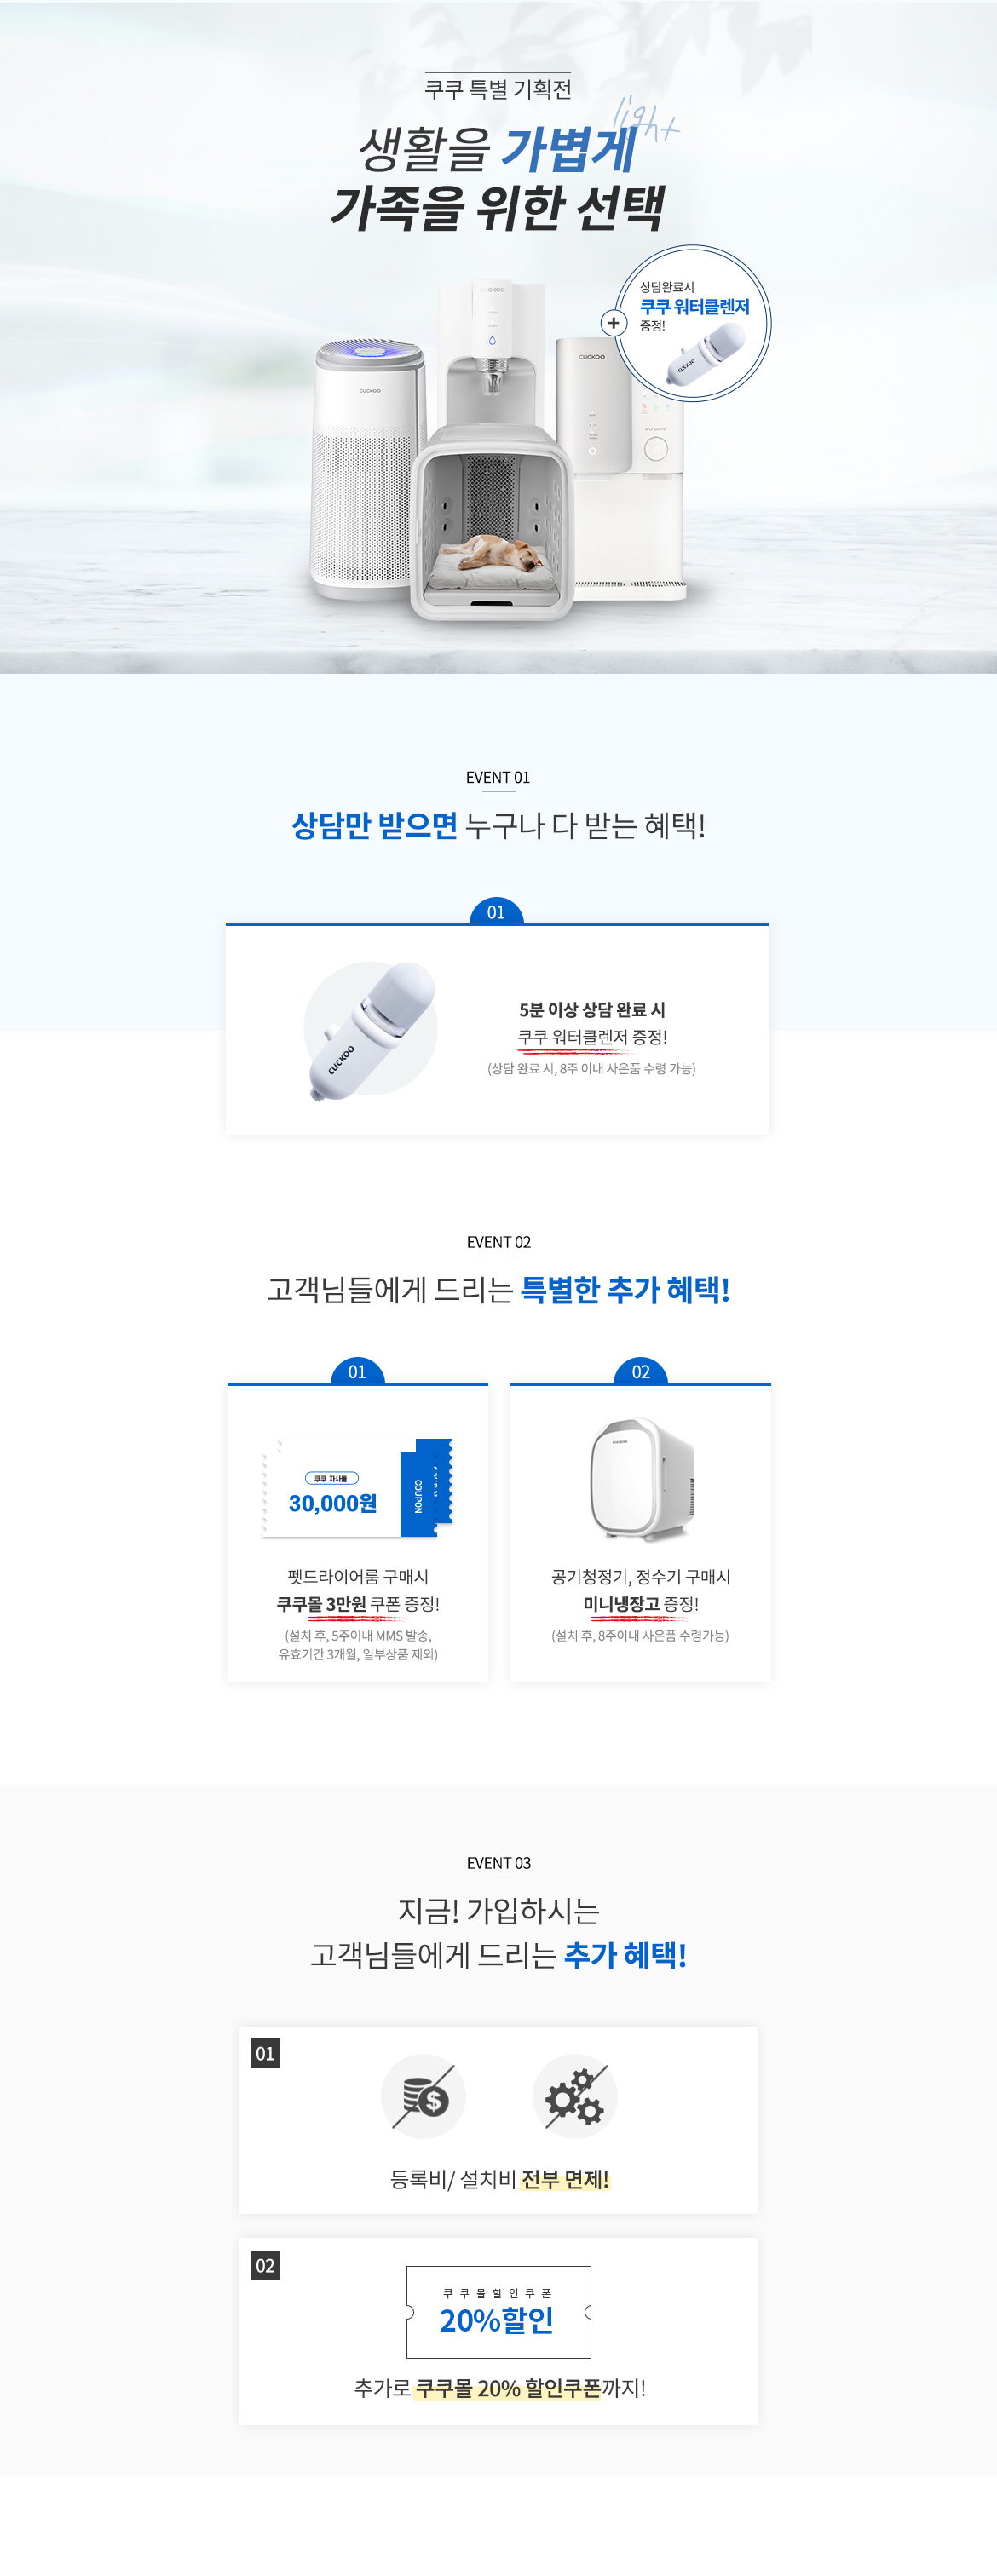 쿠쿠 특별 기획전
light
생활을 가볍게
가족을 위한 선택
상담완료시
쿠쿠 워터클렌저
증정!
+
CUCKOO
CUCKOO
CUCKOO
CUCKOO
EVENT 01
상담만 받으면 누구나 다 받는 혜택!
01
5분 이상 상담 완료 시
쿠쿠 워터클렌저 증정!
(상담 완료 시, 8주 이내 사은품 수령 가능)
CUCKOO
EVENT 02
고객님들에게 드리는 특별한 추가 혜택!
01
쿠쿠 자사몰
30,000원
COUPON
펫드라이어룸 구매시
쿠쿠몰 3만원 쿠폰 증정!
(설치 후, 5주이내 MMS 발송,
유효기간 3개월, 일부상품 제외)
02
공기청정기, 정수기 구매시
미니냉장고 증정!
(설치 후, 8주이내 사은품 수령가능)
EVENT 03
지금! 가입하시는
고객님들에게 드리는 추가 혜택!
01
$
등록비/ 설치비 전부 면제!
02
쿠쿠몰할인쿠폰
20%할인
추가로 쿠쿠몰 20% 할인쿠폰까지!